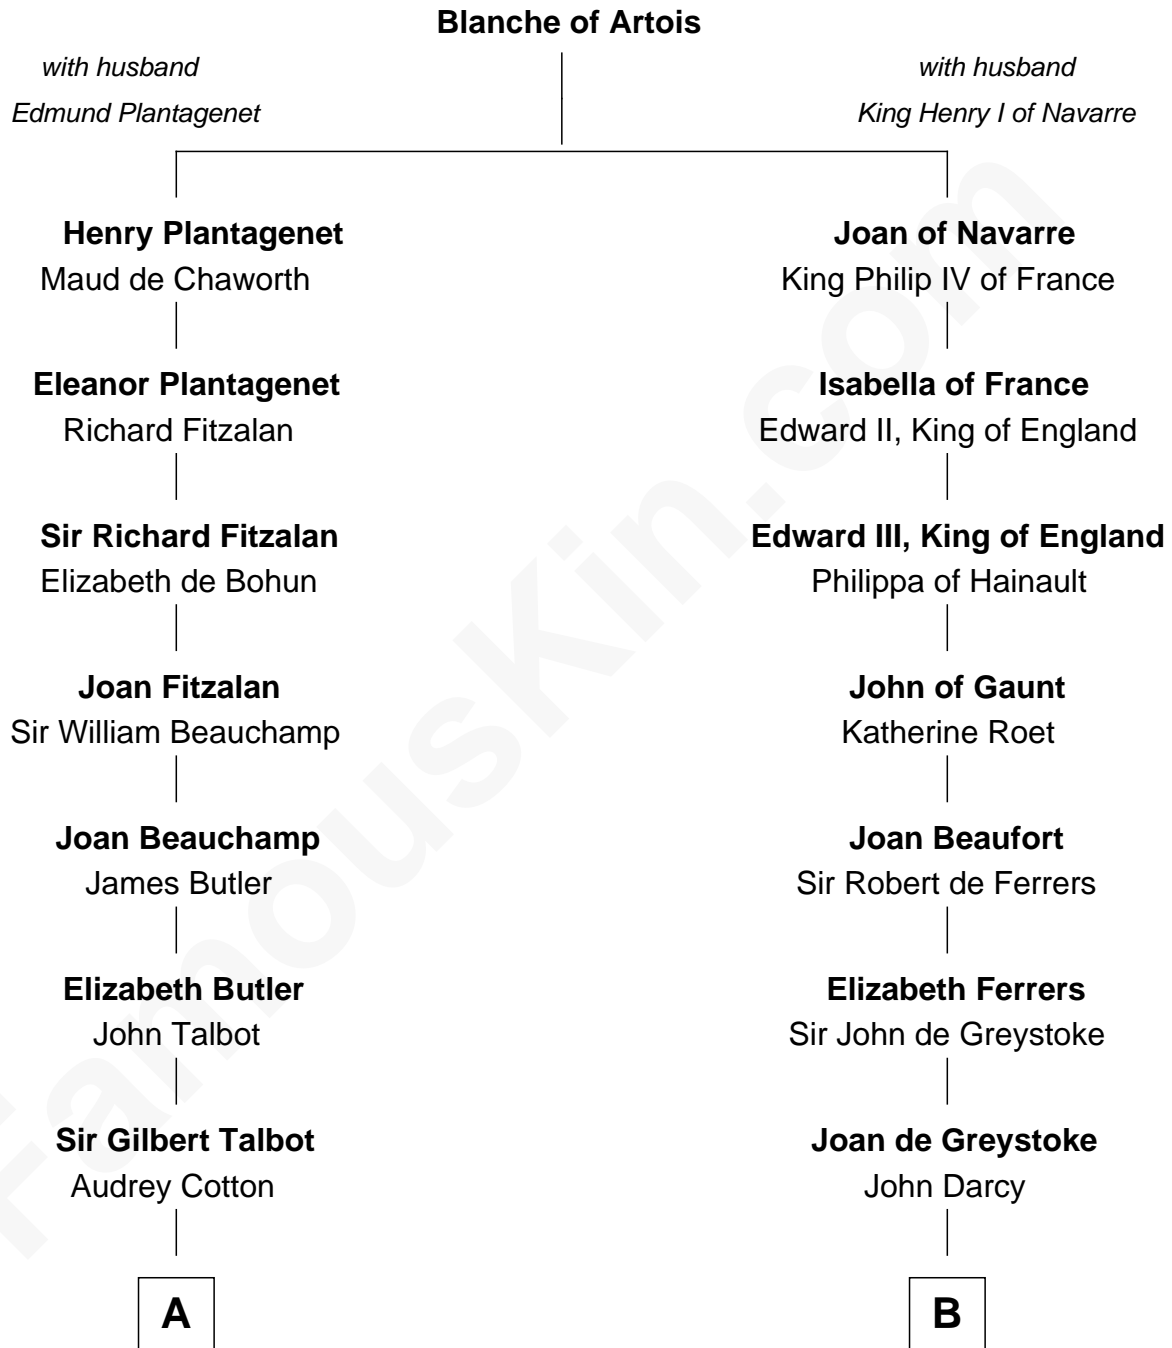 Blanche of Artois
with husband
Edmund Plantagenet
with husband
King Henry I of Navarre
Henry Plantagenet
Maud de Chaworth
Joan of Navarre
King Philip IV of France
Eleanor Plantagenet
Richard Fitzalan
Isabella of France
Edward II, King of England
Sir Richard Fitzalan
Elizabeth de Bohun
Edward III, King of England
Philippa of Hainault
Joan Fitzalan
Sir William Beauchamp
John of Gaunt
Katherine Roet
Joan Beauchamp
James Butler
Joan Beaufort
Sir Robert de Ferrers
Elizabeth Butler
John Talbot
Elizabeth Ferrers
Sir John de Greystoke
Sir Gilbert Talbot
Audrey Cotton
Joan de Greystoke
John Darcy
A
B
FamousKin.com